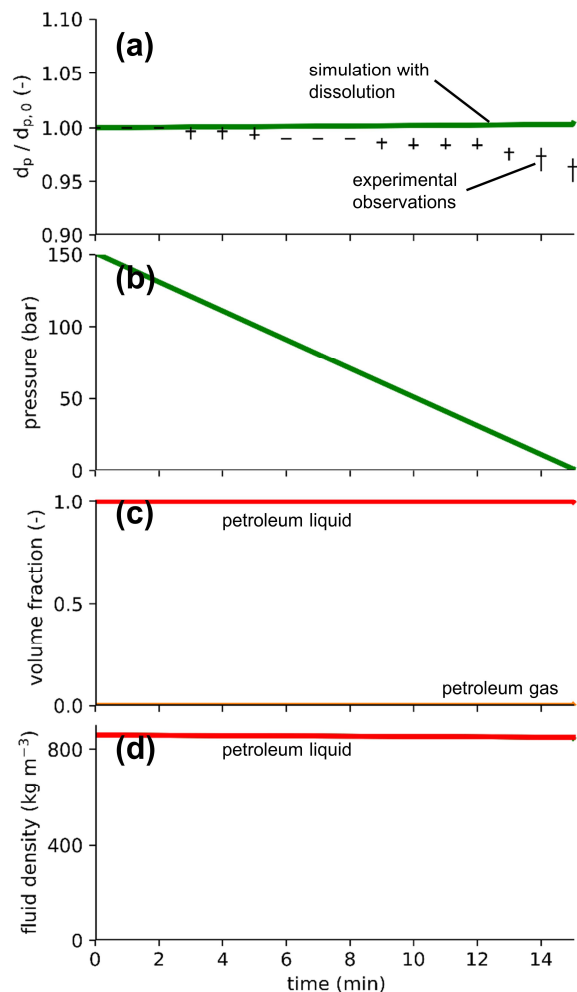 1.10
(a)
simulation with
dissolution
1.05
d_p / d_{p,0} (-)
1.00
0.95
experimental
observations
0.90
150
(b)
pressure (bar)
100
50
0
1.0
(c)
petroleum liquid
volume fraction (-)
0.5
petroleum gas
0.0
(d)
petroleum liquid
fluid density (kg m⁻³)
800
400
0
0 2 4 6 8 10 12 14
time (min)